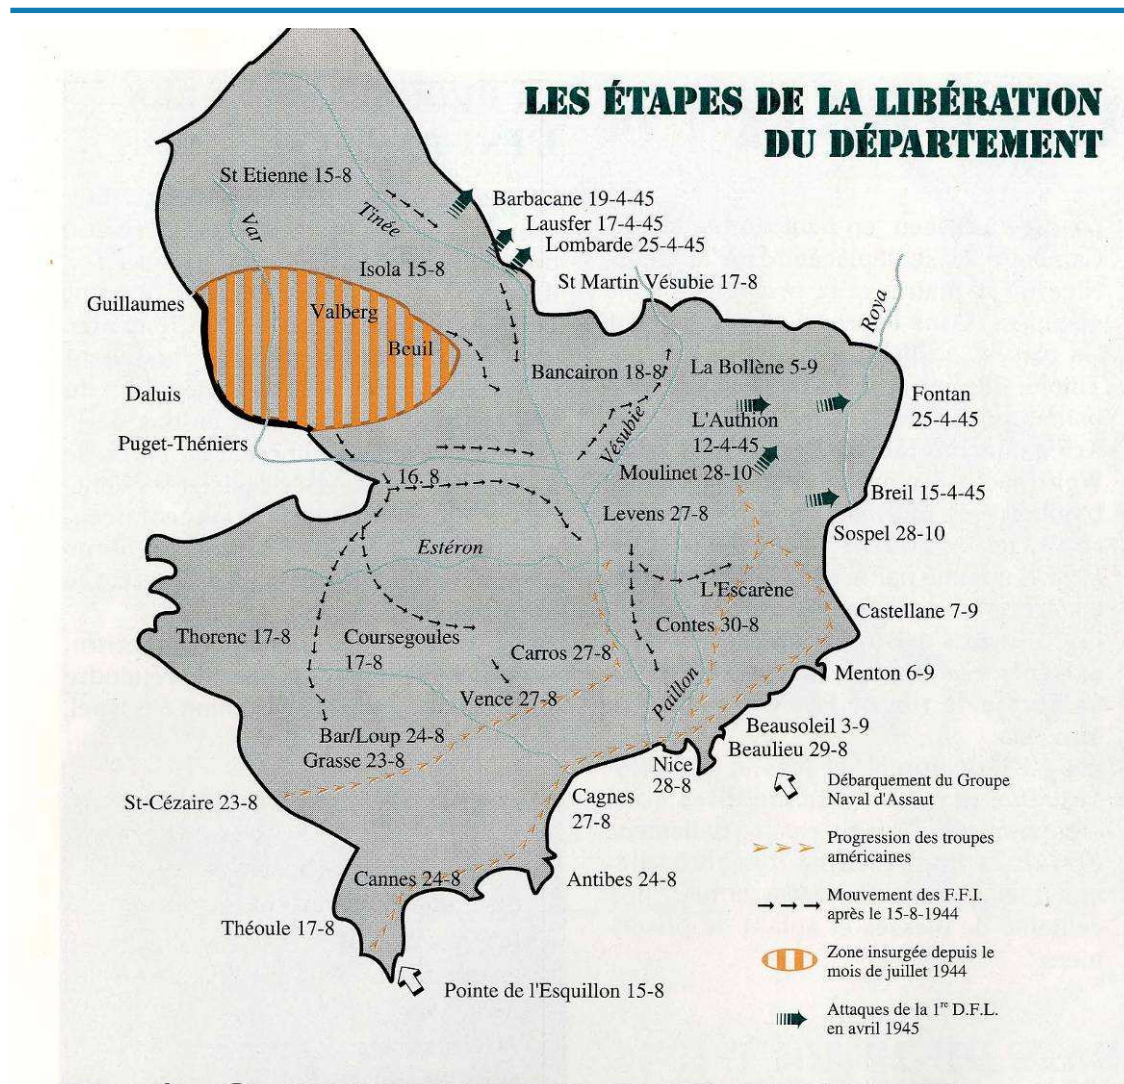 LES ÉTAPES DE LA LIBÉRATION
DU DÉPARTEMENT
St Etienne 15-8
Barbacane 19-4-45
Tinée
Var
Lausfer 17-4-45
Lombarde 25-4-45
Isola 15-8
St Martin Vésubie 17-8
Guillaumes
Valberg
Roya
Beuil
Bancairon 18-8
La Bollène 5-9
Daluis
Fontan
25-4-45
L'Authion
12-4-45
Puget-Théniers
Vésubie
Moulinet 28-10
16. 8
Breil 15-4-45
Levens 27-8
Sospel 28-10
Estéron
L'Escarène
Castellane 7-9
Thorenc 17-8
Coursegoules
17-8
Contes 30-8
Carros 27-8
Menton 6-9
Vence 27-8
Paillon
Beausoleil 3-9
Bar/Loup 24-8
Beaulieu 29-8
Grasse 23-8
Nice
28-8
St-Cézaire 23-8
Cagnes
27-8
Débarquement du Groupe
Naval d'Assaut
Progression des troupes
américaines
Cannes 24-8
Antibes 24-8
Mouvement des F.F.I.
après le 15-8-1944
Théoule 17-8
Zone insurgée depuis le
mois de juillet 1944
Pointe de l'Esquillon 15-8
Attaques de la 1re D.F.L.
en avril 1945